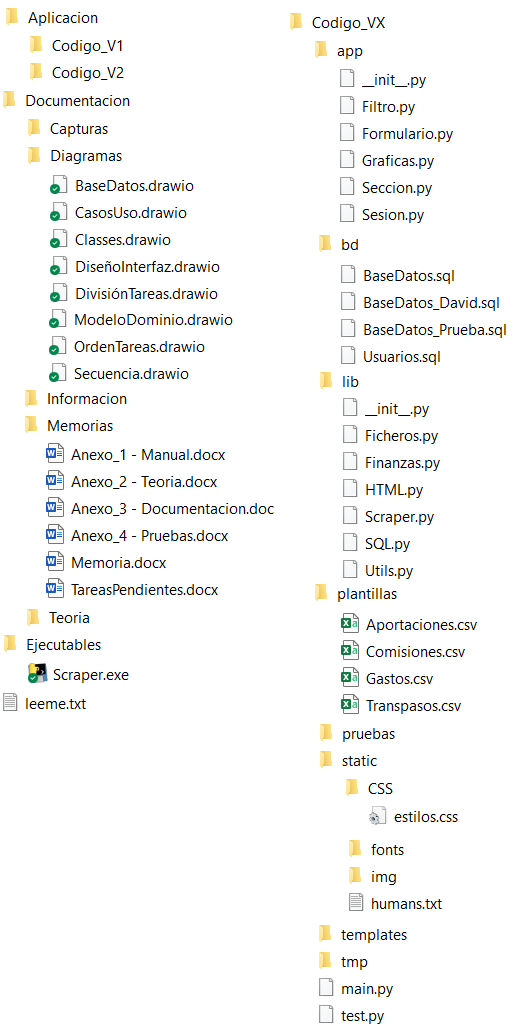 Aplicacion
Codigo_V1
Codigo_V2
Documentacion
Capturas
Diagramas
BaseDatos.drawio
CasosUso.drawio
Classes.drawio
DiseñoInterfaz.drawio
DivisiónTareas.drawio
ModeloDominio.drawio
OrdenTareas.drawio
Secuencia.drawio
Informacion
Memorias
Anexo_1 - Manual.docx
Anexo_2 - Teoria.docx
Anexo_3 - Documentacion.doc
Anexo_4 - Pruebas.docx
Memoria.docx
TareasPendientes.docx
Teoria
Ejecutables
Scraper.exe
leeme.txt
Codigo_VX
app
__init__.py
Filtro.py
Formulario.py
Graficas.py
Seccion.py
Sesion.py
bd
BaseDatos.sql
BaseDatos_David.sql
BaseDatos_Prueba.sql
Usuarios.sql
lib
__init__.py
Ficheros.py
Finanzas.py
HTML.py
Scraper.py
SQL.py
Utils.py
plantillas
Aportaciones.csv
Comisiones.csv
Gastos.csv
Transpasos.csv
pruebas
static
CSS
estilos.css
fonts
img
humans.txt
templates
tmp
main.py
test.py